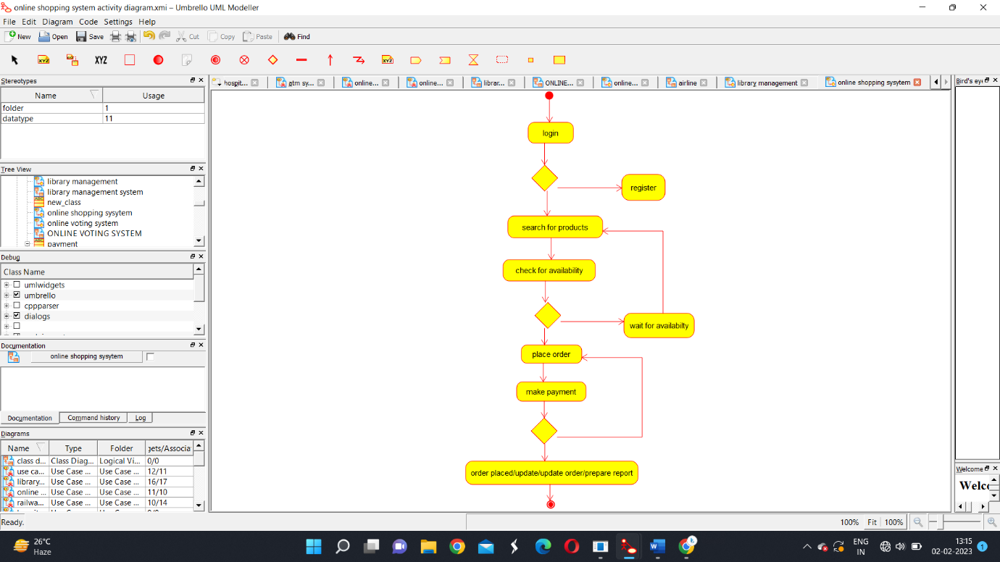 online shopping system activity diagram.xmi – Umbrello UML Modeller
File Edit Diagram Code Settings Help
New Open Save Cut Copy Paste Find
XYZ XYZ XYZ
Stereotypes
Name Usage
folder 1
datatype 11
Tree View
library management
library management system
new_class
online shopping sysytem
online voting system
ONLINE VOTING SYSTEM
payment
Debug
Class Name
umlwidgets
umbrello
cppparser
dialogs
Documentation
online shopping sysytem
Documentation Command history Log
Diagrams
Name Type Folder gets/Associa
class d... Class Diag... Logical Vi... 0/0
use ca... Use Case ... Use Case ... 12/11
library... Use Case ... Use Case ... 16/17
online ... Use Case ... Use Case ... 11/10
railwa... Use Case ... Use Case ... 10/14
hospit... atm sy... online... online... librar... ONLINE... online... airline library management online shopping sysytem
login
register
search for products
check for availability
wait for availabilty
place order
make payment
order placed/update/update order/prepare report
Bird's eye
Welcome
Welco
Ready.
100% Fit 100%
26°C
Haze
ENG
IN
13:15
02-02-2023
1